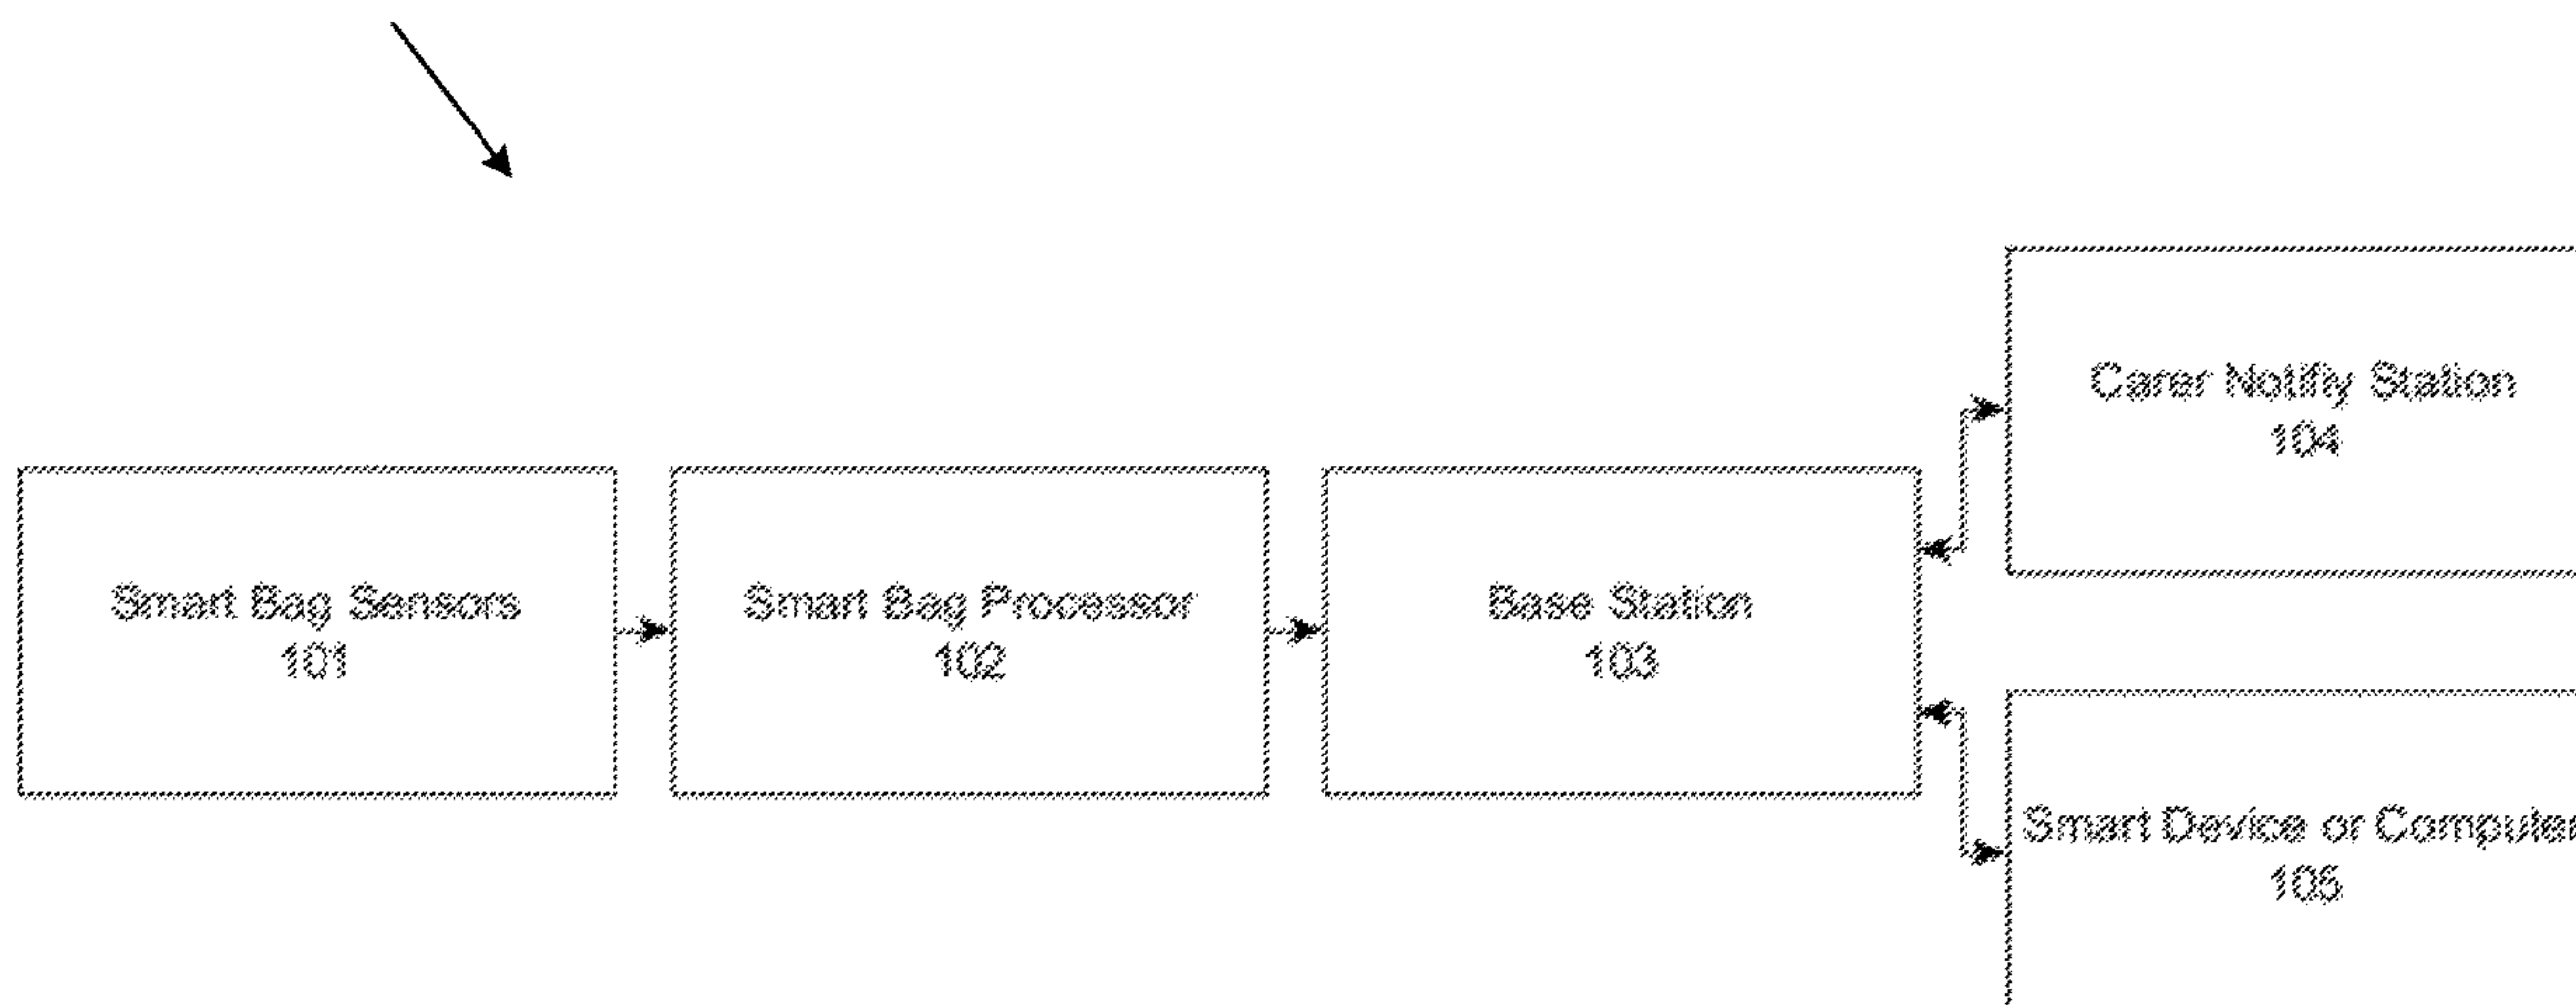 Smart Bag Sensors
101
Smart Bag Processor
102
Base Station
103
Carer Notifiy Station
104
Smart Device or Computer
105